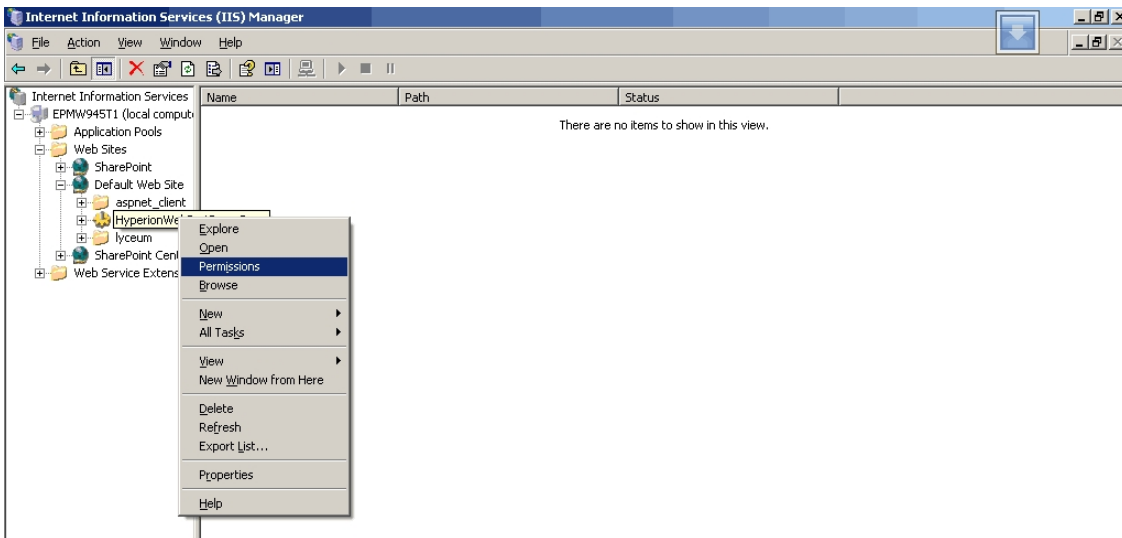 Internet Information Services (IIS) Manager
File Action View Window Help
Internet Information Services
Name Path Status
EPMW945T1 (local compute
There are no items to show in this view.
Application Pools
Web Sites
SharePoint
Default Web Site
aspnet_client
HyperionWe
lyceum
SharePoint Cent
Web Service Extens
Explore
Open
Permissions
Browse
New
All Tasks
View
New Window from Here
Delete
Refresh
Export List...
Properties
Help